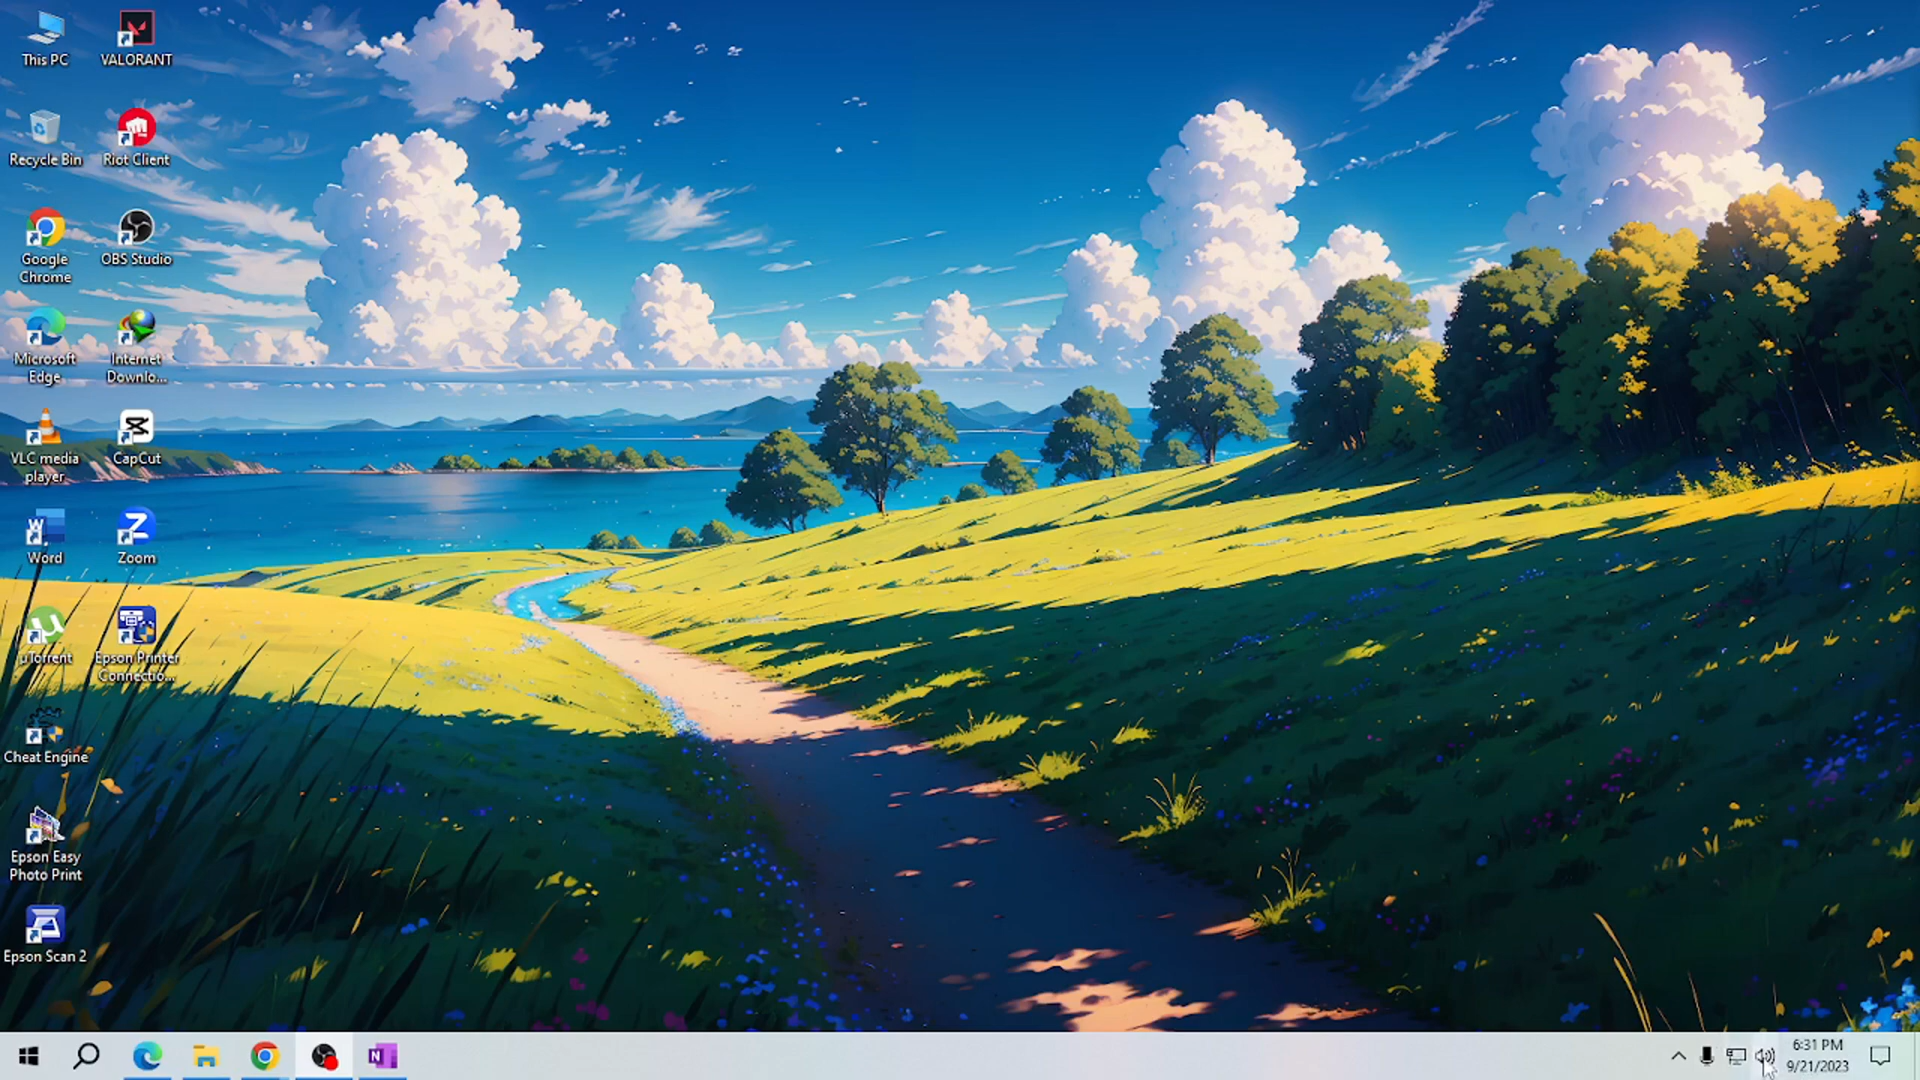 This PC
VALORANT
Recycle Bin
Riot Client
Google
Chrome
OBS Studio
Microsoft
Edge
Internet
Downlo...
VLC media
player
CapCut
Word
Zoom
µTorrent
Epson Printer
Connectio...
Cheat Engine
Epson Easy
Photo Print
Epson Scan 2
6:31 PM
9/21/2023